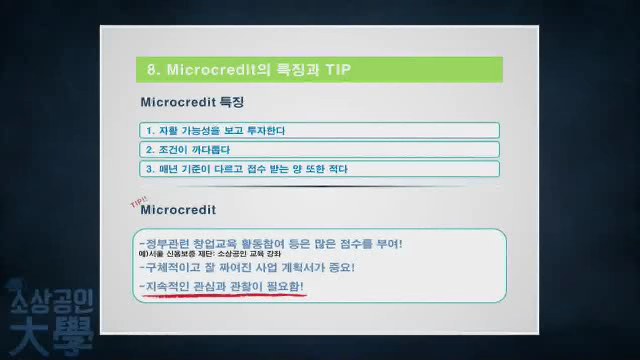 8. Microcredit의 특징과 TIP
Microcredit 특징
1. 자활 가능성을 보고 투자한다
2. 조건이 까다롭다
3. 매년 기준이 다르고 접수 받는 양 또한 적다
TIP!!
Microcredit
-정부관련 창업교육 활동참여 등은 많은 점수를 부여!
예)서울 신용보증 재단: 소상공인 교육 강좌
-구체적이고 잘 짜여진 사업 계획서가 중요!
-지속적인 관심과 관찰이 필요함!
소상공인
大學